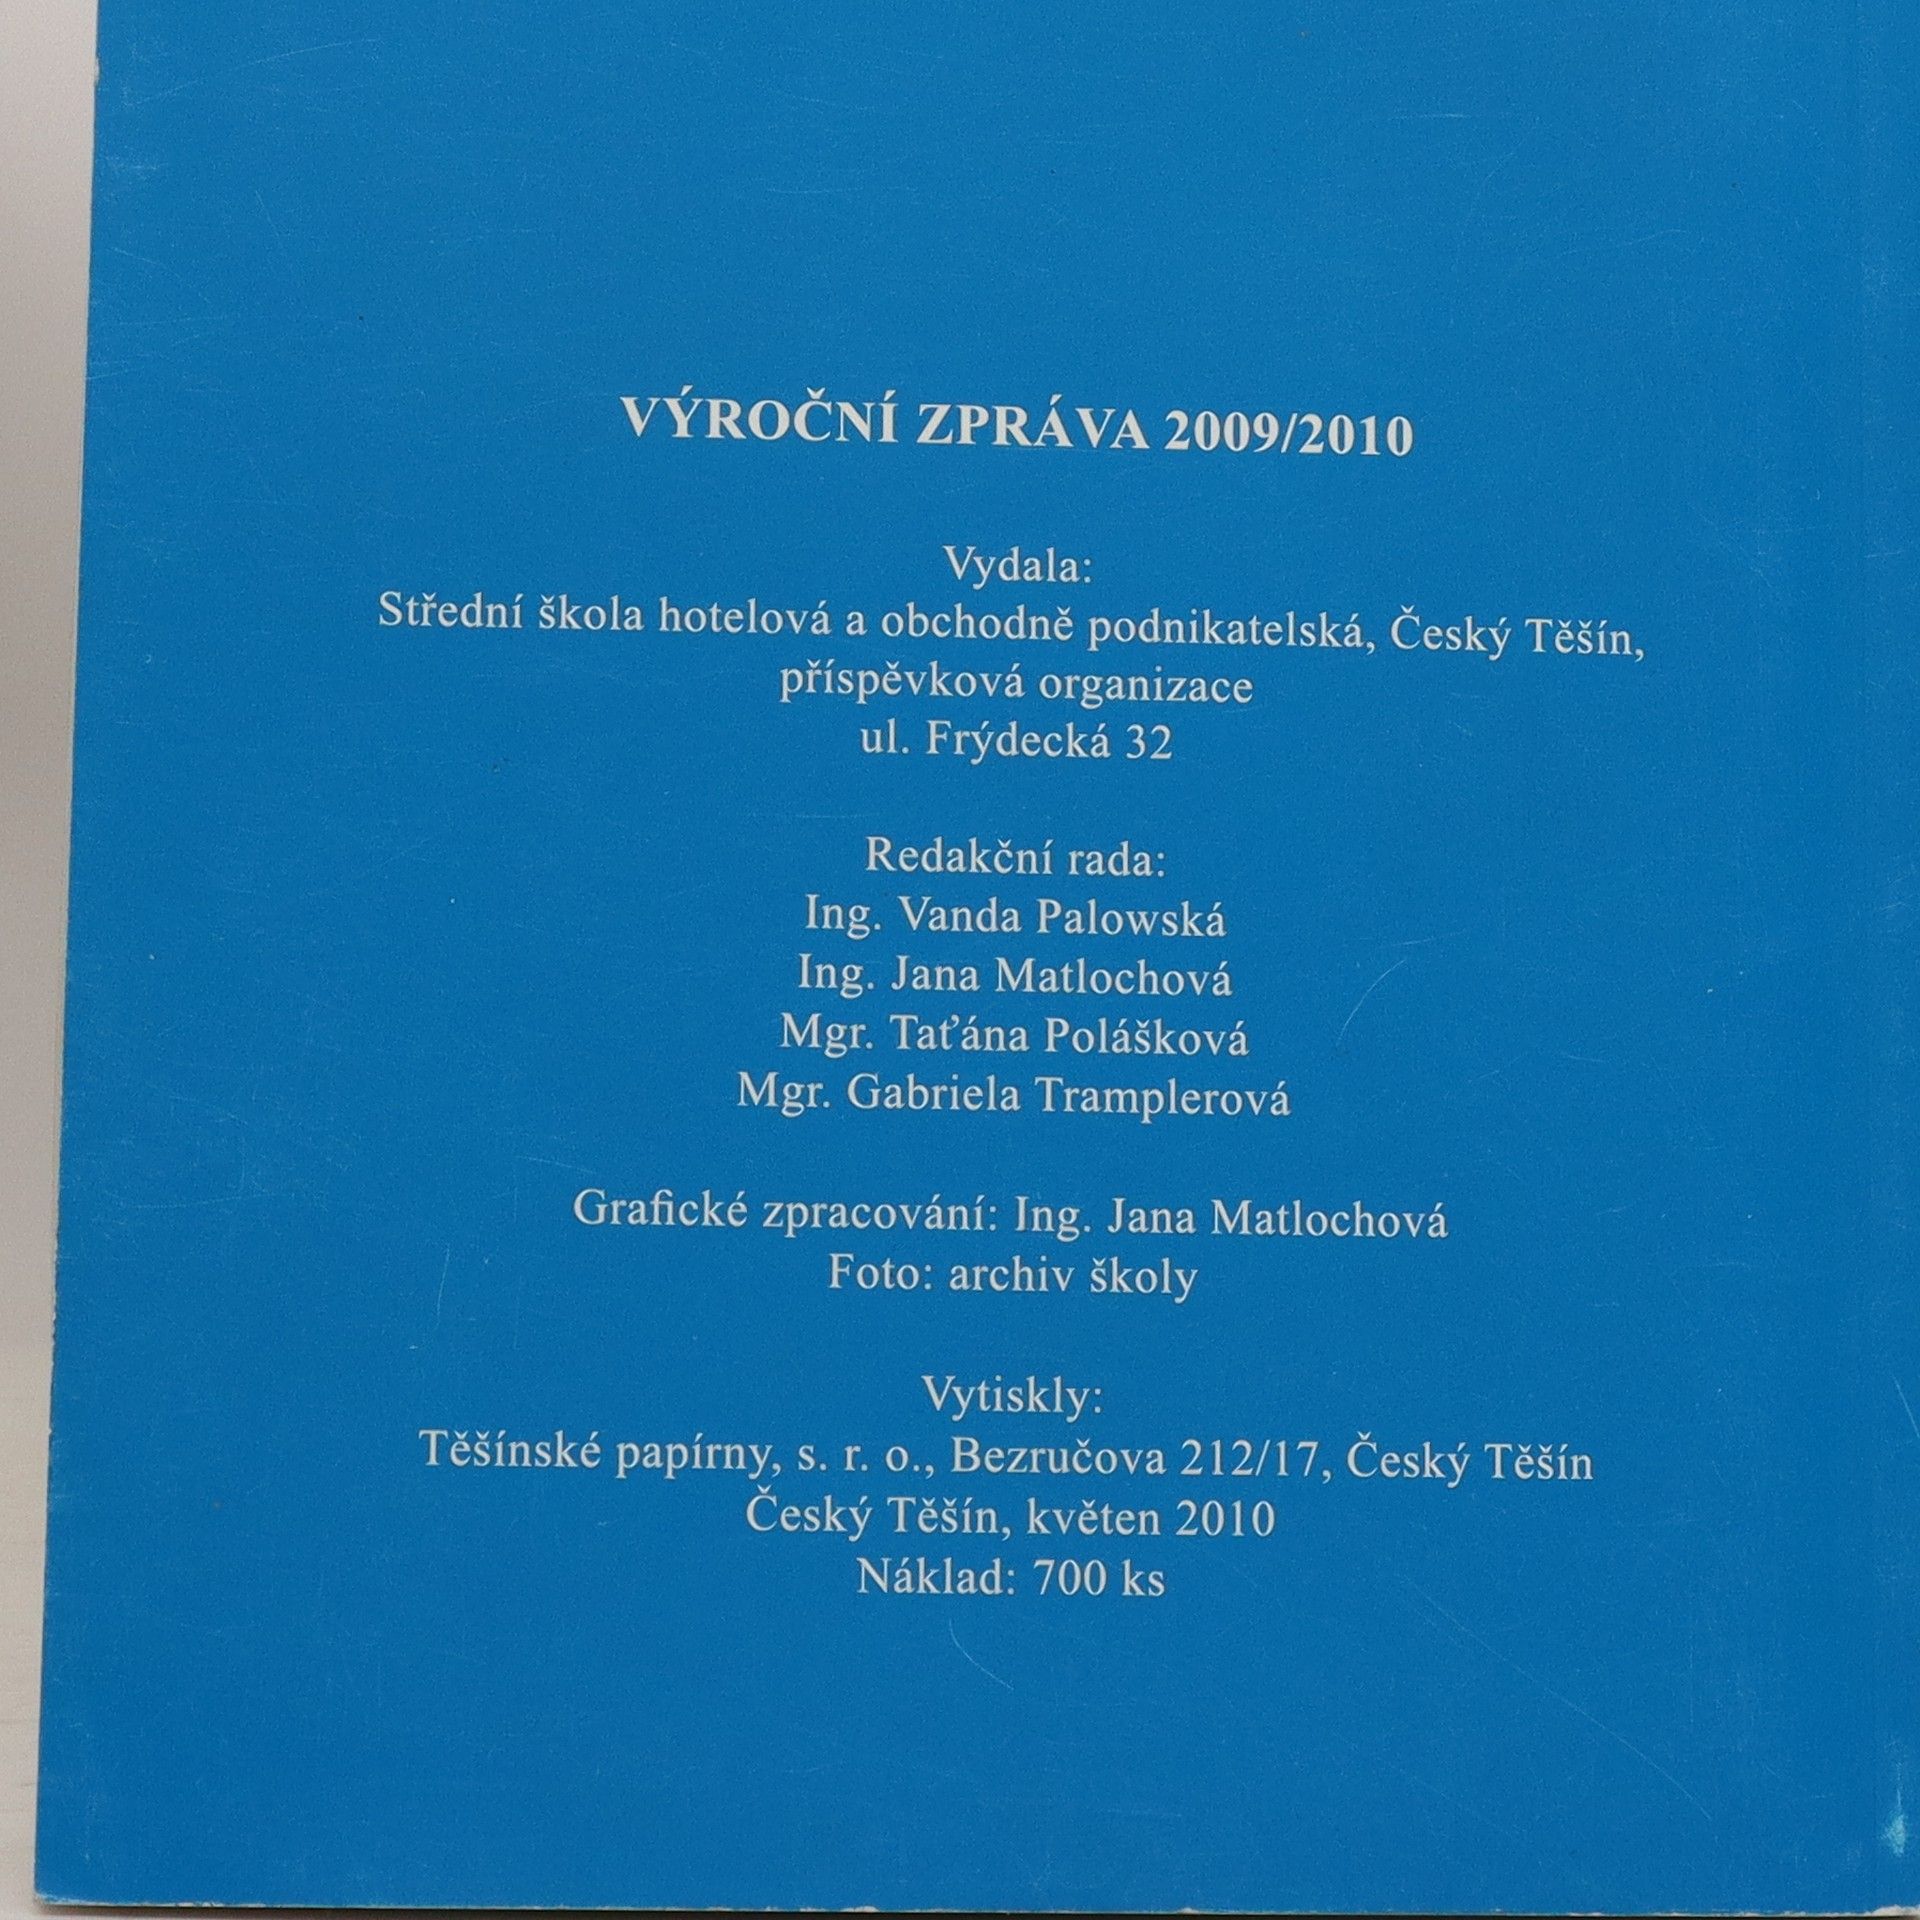 VÝROČNÍ ZPRÁVA 2009/2010
Vydala:
Střední škola hotelová a obchodně podnikatelská, Český Těšín,
příspěvková organizace
ul. Frýdecká 32
Redakční rada:
Ing. Vanda Palowská
Ing. Jana Matlochová
Mgr. Taťána Polášková
Mgr. Gabriela Tramplerová
Grafické zpracování: Ing. Jana Matlochová
Foto: archiv školy
Vytiskly:
Těšínské papírny, s. r. o., Bezručova 212/17, Český Těšín
Český Těšín, květen 2010
Náklad: 700 ks